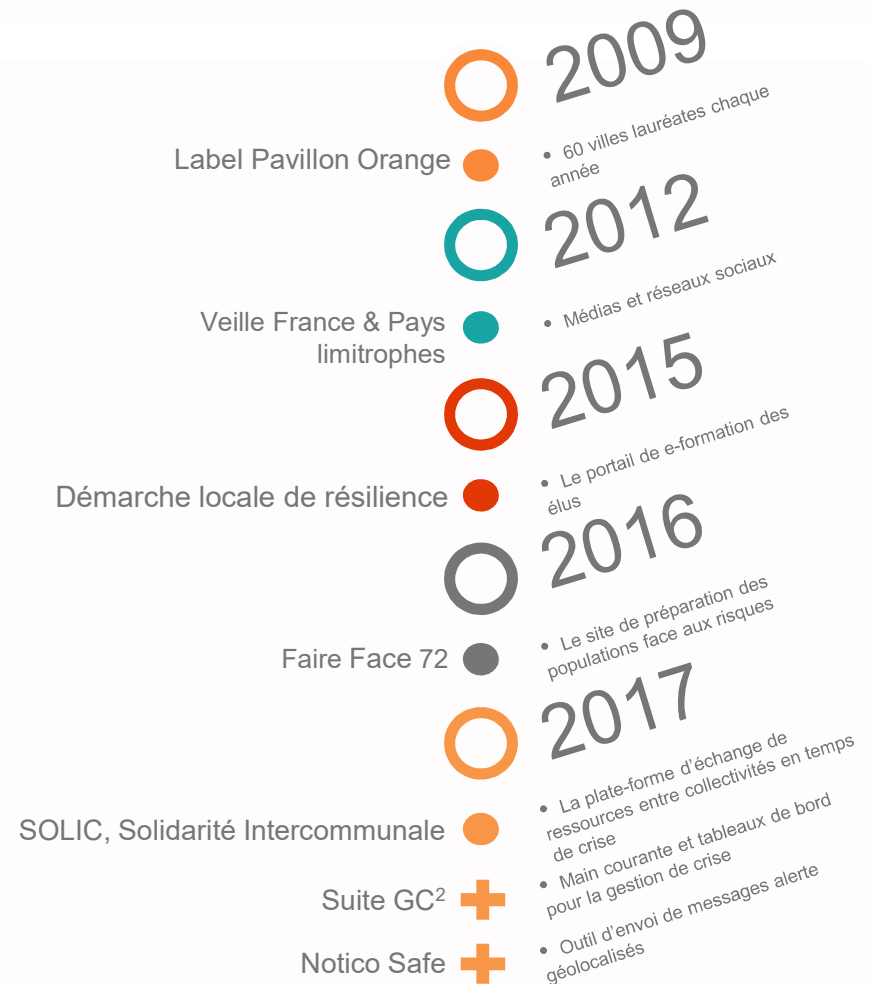 2009
Label Pavillon Orange
• 60 villes lauréates chaque
année
2012
Veille France & Pays
limitrophes
• Médias et réseaux sociaux
2015
Démarche locale de résilience
• Le portail de e-formation des
élus
2016
Faire Face 72
• Le site de préparation des
populations face aux risques
2017
SOLIC, Solidarité Intercommunale
• La plate-forme d’échange de
ressources entre collectivités en temps
de crise
Suite GC²
• Main courante et tableaux de bord
pour la gestion de crise
Notico Safe
• Outil d’envoi de messages alerte
géolocalisés